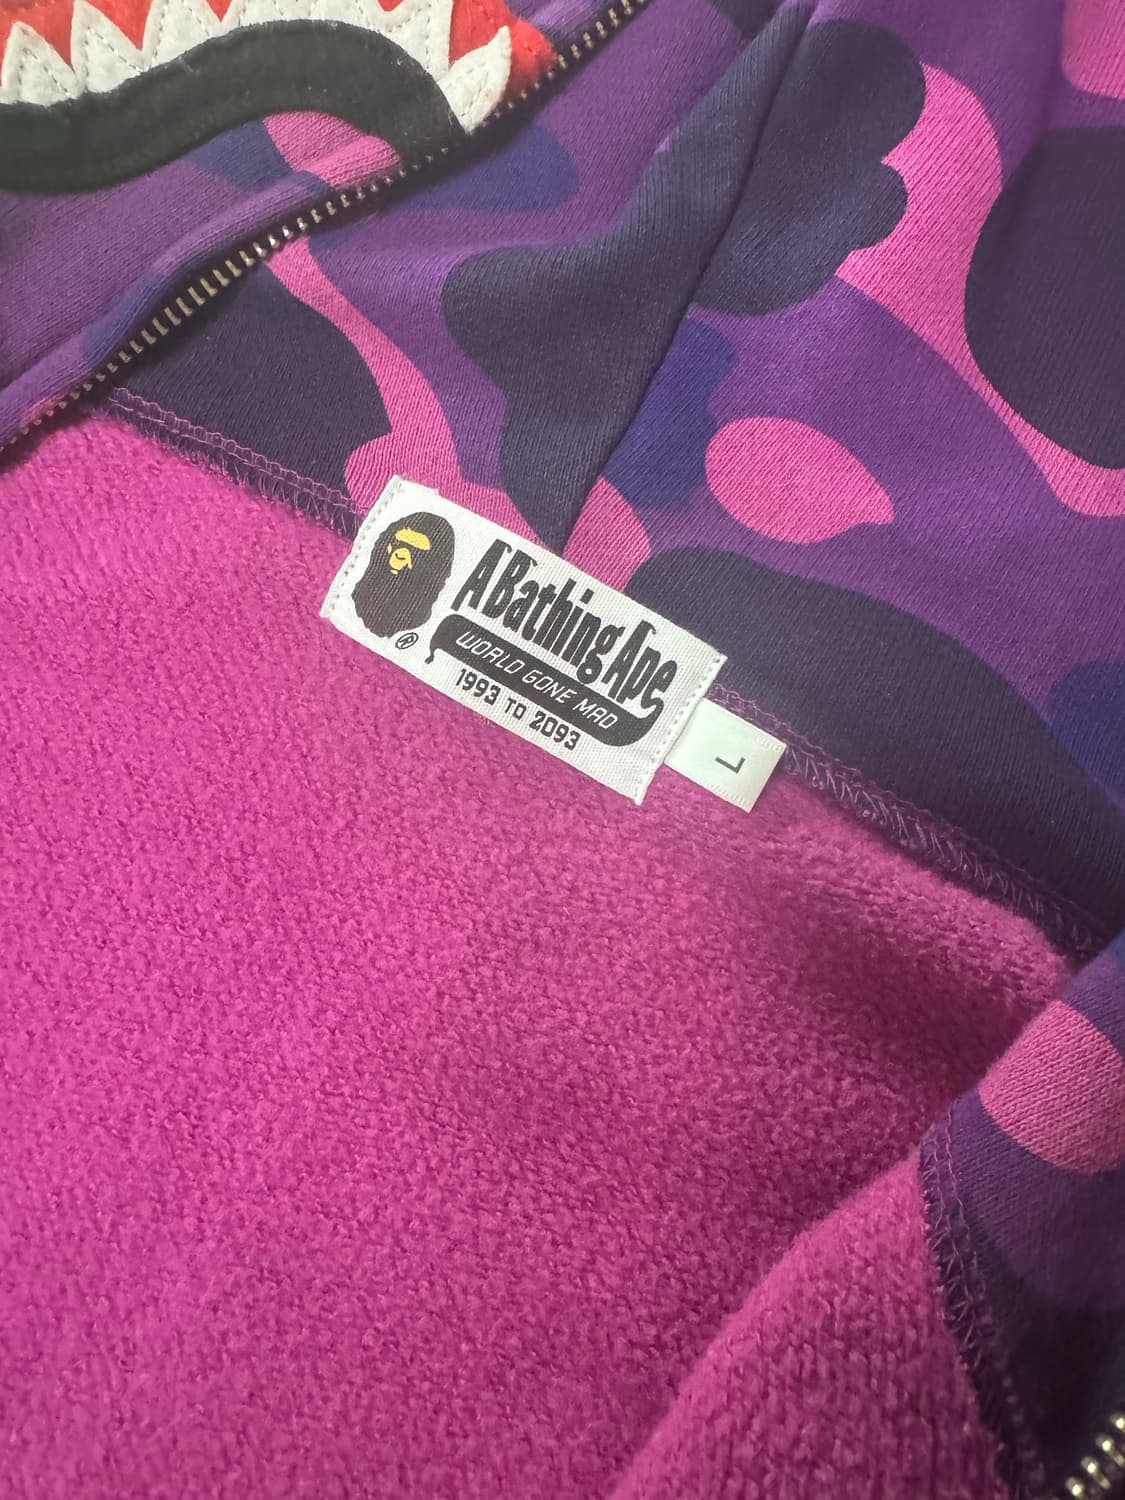 A Bathing Ape
WORLD GONE MAD
1993 TO 2093
L